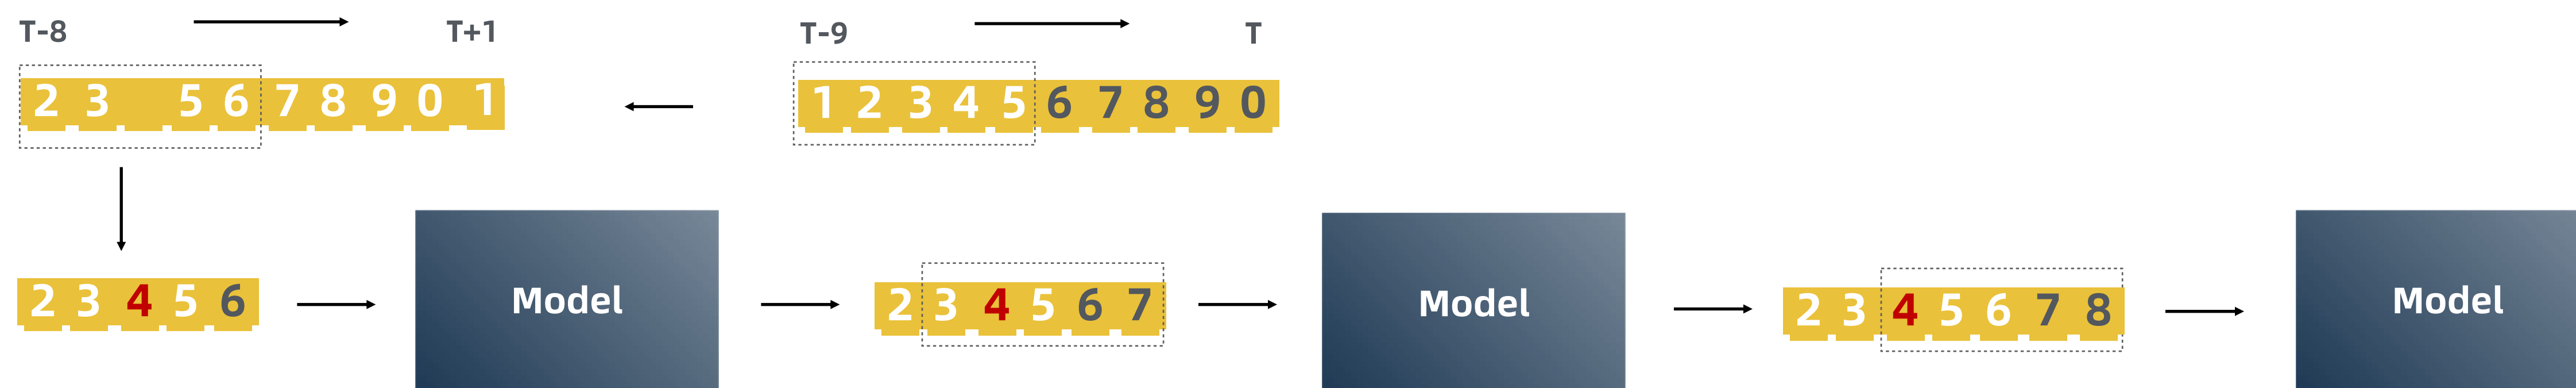 T-8 T+1
2 3 5 6 7 8 9 0 1
T-9 T
1 2 3 4 5 6 7 8 9 0
2 3 4 5 6
Model
2 3 4 5 6 7
Model
2 3 4 5 6 7 8
Model